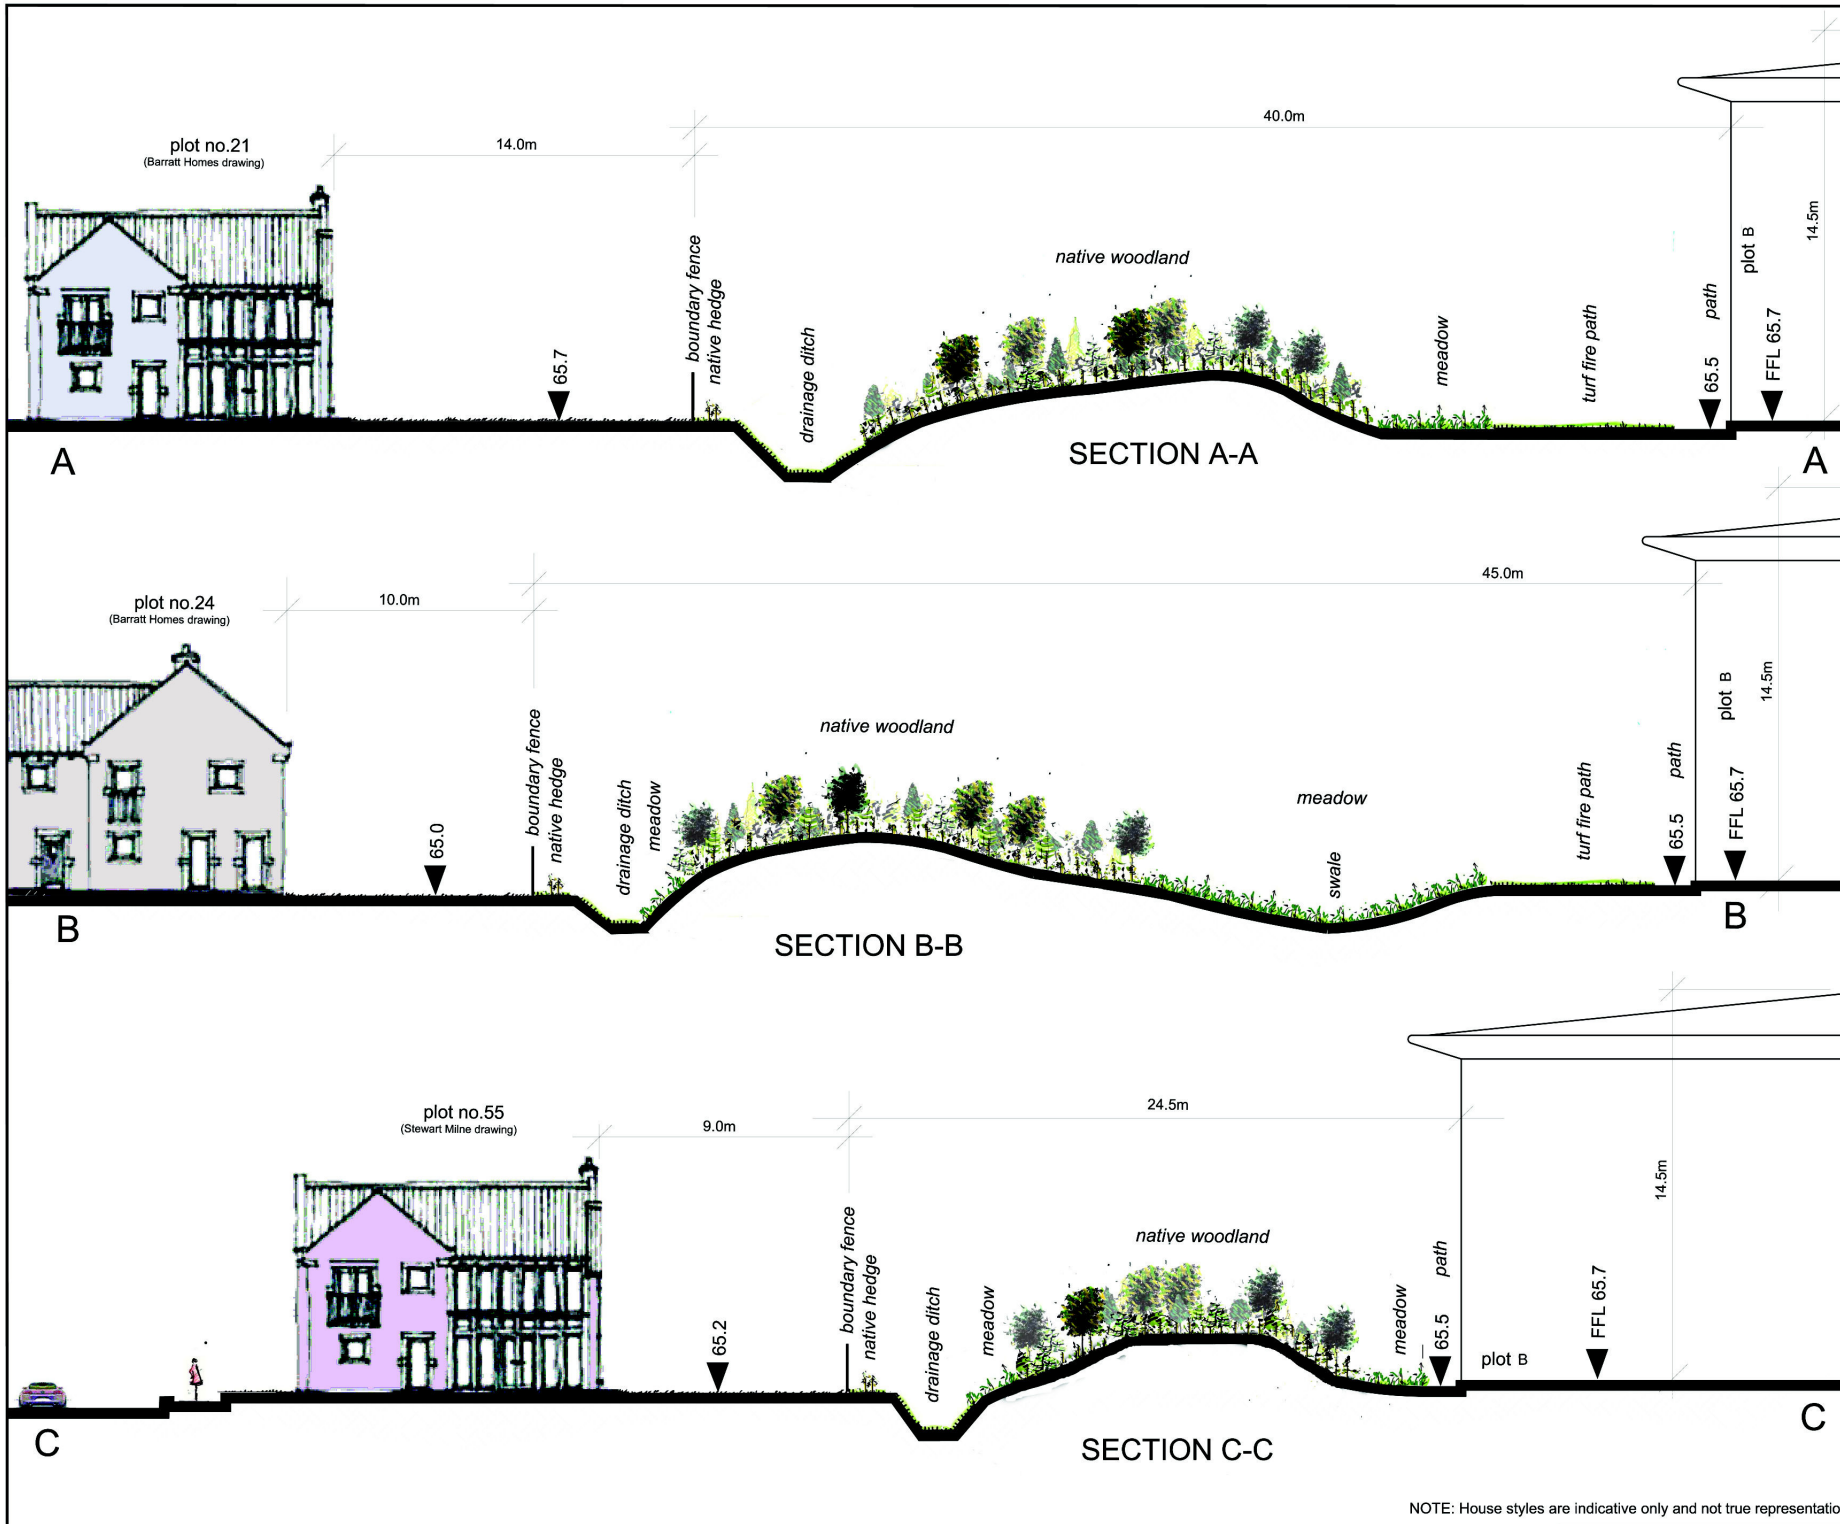 40.0m
plot no.21
(Barratt Homes drawing)
14.0m
14.5m
plot B
native woodland
boundary fence
native hedge
drainage ditch
65.7
meadow
turf fire path
path
65.5
FFL 65.7
A
SECTION A-A
A
45.0m
plot no.24
(Barratt Homes drawing)
10.0m
14.5m
plot B
native woodland
boundary fence
native hedge
drainage ditch
meadow
65.0
meadow
swale
turf fire path
path
65.5
FFL 65.7
B
SECTION B-B
B
24.5m
plot no.55
(Stewart Milne drawing)
9.0m
14.5m
native woodland
boundary fence
native hedge
drainage ditch
meadow
65.2
meadow
path
65.5
plot B
FFL 65.7
C
SECTION C-C
C
NOTE: House styles are indicative only and not true representatio